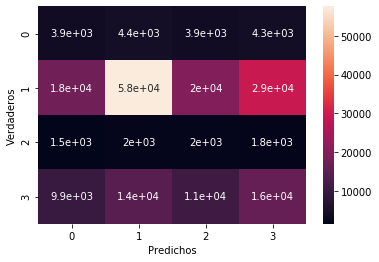 0 3.9e+03 4.4e+03 3.9e+03 4.3e+03
1 1.8e+04 5.8e+04 2e+04 2.9e+04
2 1.5e+03 2e+03 2e+03 1.8e+03
3 9.9e+03 1.4e+04 1.1e+04 1.6e+04
0 1 2 3
Predichos
Verdaderos
50000
40000
30000
20000
10000